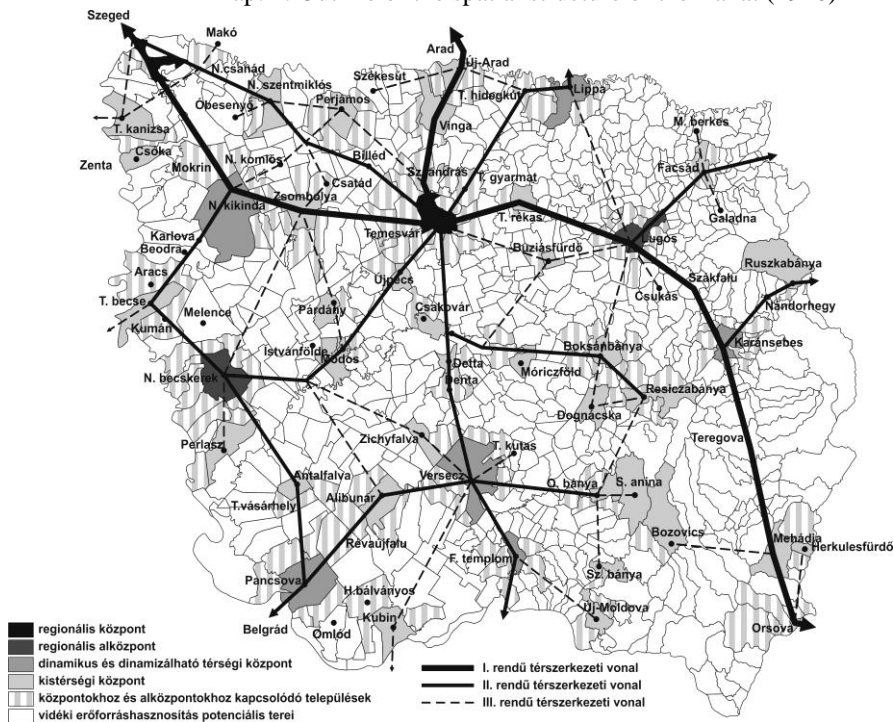 Szeged
Makó
N.csanád
N. szentmiklós
Óbesenyő
Perjámos
Székesút
Arad
Új-Arad
T. hidegkút
Lippa
Vinga
T. kanizsa
Csóka
Zenta
Mokrin
N. komlós
Billéd
Csatád
Zsombolya
N. kikinda
Szt.andrás
T. gyarmat
T. rékas
Temesvár
M. berkes
Facsád
Galadna
Lugos
Buziásfürdő
Ruszkabánya
Karlova
Beodra
Aracs
T. becse
Kumán
Melence
Újpécs
Párdány
Csakovár
Csukás
Szákfalu
Nándorhegy
Istvánfölde
Módos
Boksánbánya
Karánsebes
N. becskerek
Detta
Denta
Móriczföld
Resiczabánya
Dognácska
Perlasz
Zichyfalva
T. kutas
Teregova
Versecz
Antalfalva
Alibunár
O. bánya
S. anina
T.vásárhely
Révaújfalu
Bozovics
Mehádja
Herkulesfürdő
F. templom
Pancsova
H.bálványos
Sz. bánya
Belgrád
Omlód
Kubin
Új-Moldova
Orsova
regionális központ
regionális alközpont
dinamikus és dinamizálható térségi központ
kistérségi központ
központokhoz és alközpontokhoz kapcsolódó települések
vidéki erőforráshasznosítás potenciális terei
I. rendű térszerkezeti vonal
II. rendű térszerkezeti vonal
III. rendű térszerkezeti vonal